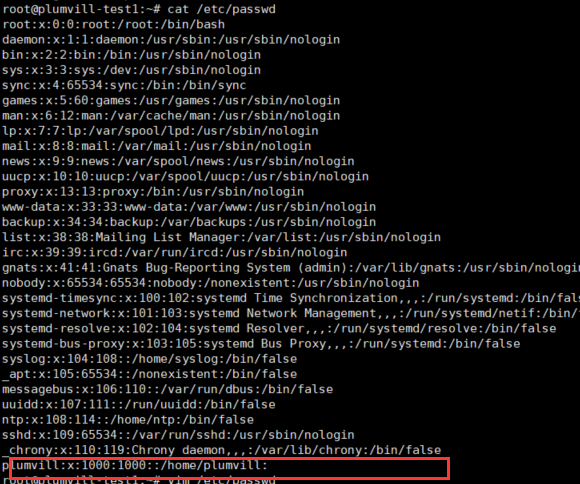 root@plumvill-test1:~# cat /etc/passwd
root:x:0:0:root:/root:/bin/bash
daemon:x:1:1:daemon:/usr/sbin:/usr/sbin/nologin
bin:x:2:2:bin:/bin:/usr/sbin/nologin
sys:x:3:3:sys:/dev:/usr/sbin/nologin
sync:x:4:65534:sync:/bin:/bin/sync
games:x:5:60:games:/usr/games:/usr/sbin/nologin
man:x:6:12:man:/var/cache/man:/usr/sbin/nologin
lp:x:7:7:lp:/var/spool/lpd:/usr/sbin/nologin
mail:x:8:8:mail:/var/mail:/usr/sbin/nologin
news:x:9:9:news:/var/spool/news:/usr/sbin/nologin
uucp:x:10:10:uucp:/var/spool/uucp:/usr/sbin/nologin
proxy:x:13:13:proxy:/bin:/usr/sbin/nologin
www-data:x:33:33:www-data:/var/www:/usr/sbin/nologin
backup:x:34:34:backup:/var/backups:/usr/sbin/nologin
list:x:38:38:Mailing List Manager:/var/list:/usr/sbin/nologin
irc:x:39:39:ircd:/var/run/ircd:/usr/sbin/nologin
gnats:x:41:41:Gnats Bug-Reporting System (admin):/var/lib/gnats:/usr/sbin/nologin
nobody:x:65534:65534:nobody:/nonexistent:/usr/sbin/nologin
systemd-timesync:x:100:102:systemd Time Synchronization,,,:/run/systemd:/bin/fals
systemd-network:x:101:103:systemd Network Management,,,:/run/systemd/netif:/bin/
systemd-resolve:x:102:104:systemd Resolver,,,:/run/systemd/resolve:/bin/false
systemd-bus-proxy:x:103:105:systemd Bus Proxy,,,:/run/systemd:/bin/false
syslog:x:104:108::/home/syslog:/bin/false
_apt:x:105:65534::/nonexistent:/bin/false
messagebus:x:106:110::/var/run/dbus:/bin/false
uuidd:x:107:111::/run/uuidd:/bin/false
ntp:x:108:114::/home/ntp:/bin/false
sshd:x:109:65534::/var/run/sshd:/usr/sbin/nologin
_chrony:x:110:119:Chrony daemon,,,:/var/lib/chrony:/bin/false
plumvill:x:1000:1000::/home/plumvill:
root@plumvill-test1:~# vim /etc/passwd